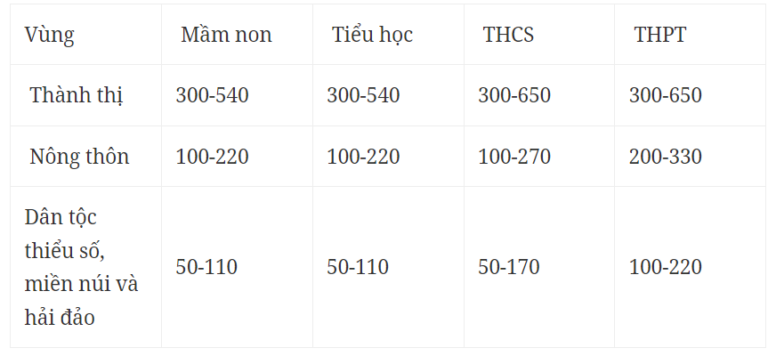 Vùng Mầm non Tiểu học THCS THPT
Thành thị 300-540 300-540 300-650 300-650
Nông thôn 100-220 100-220 100-270 200-330
Dân tộc
thiểu số,
miền núi và
hải đảo
50-110 50-110 50-170 100-220